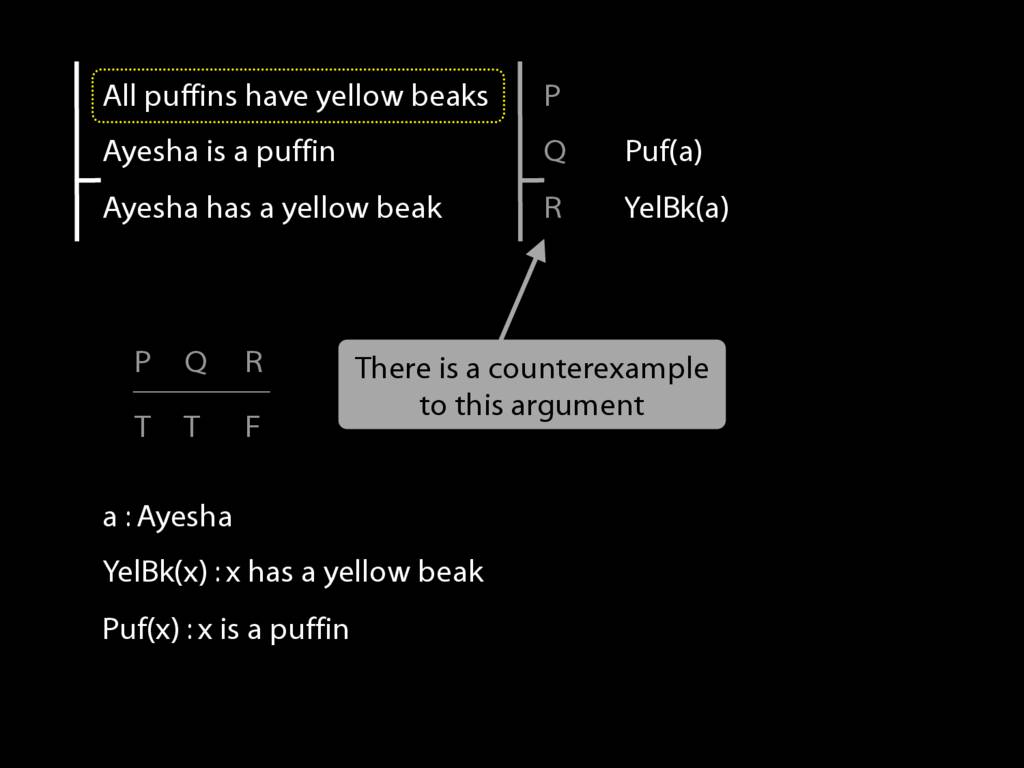 All puffins have yellow beaks P
Ayesha is a puffin Q Puf(a)
Ayesha has a yellow beak R YelBk(a)
P Q R
T T F
There is a counterexample
to this argument
a : Ayesha
YelBk(x) : x has a yellow beak
Puf(x) : x is a puffin